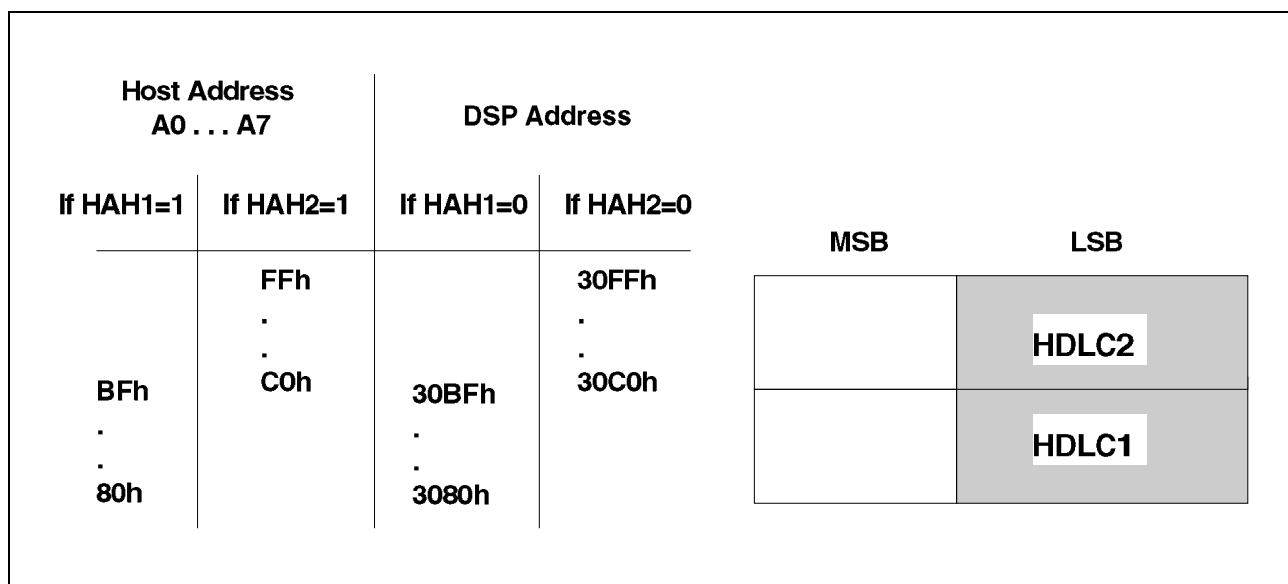 Host Address
A0 . . . A7
DSP Address
If HAH1=1 If HAH2=1 If HAH1=0 If HAH2=0
MSB LSB
FFh 30FFh
. .
. .
C0h 30C0h
HDLC2
BFh 30BFh
. .
. .
80h 3080h
HDLC1